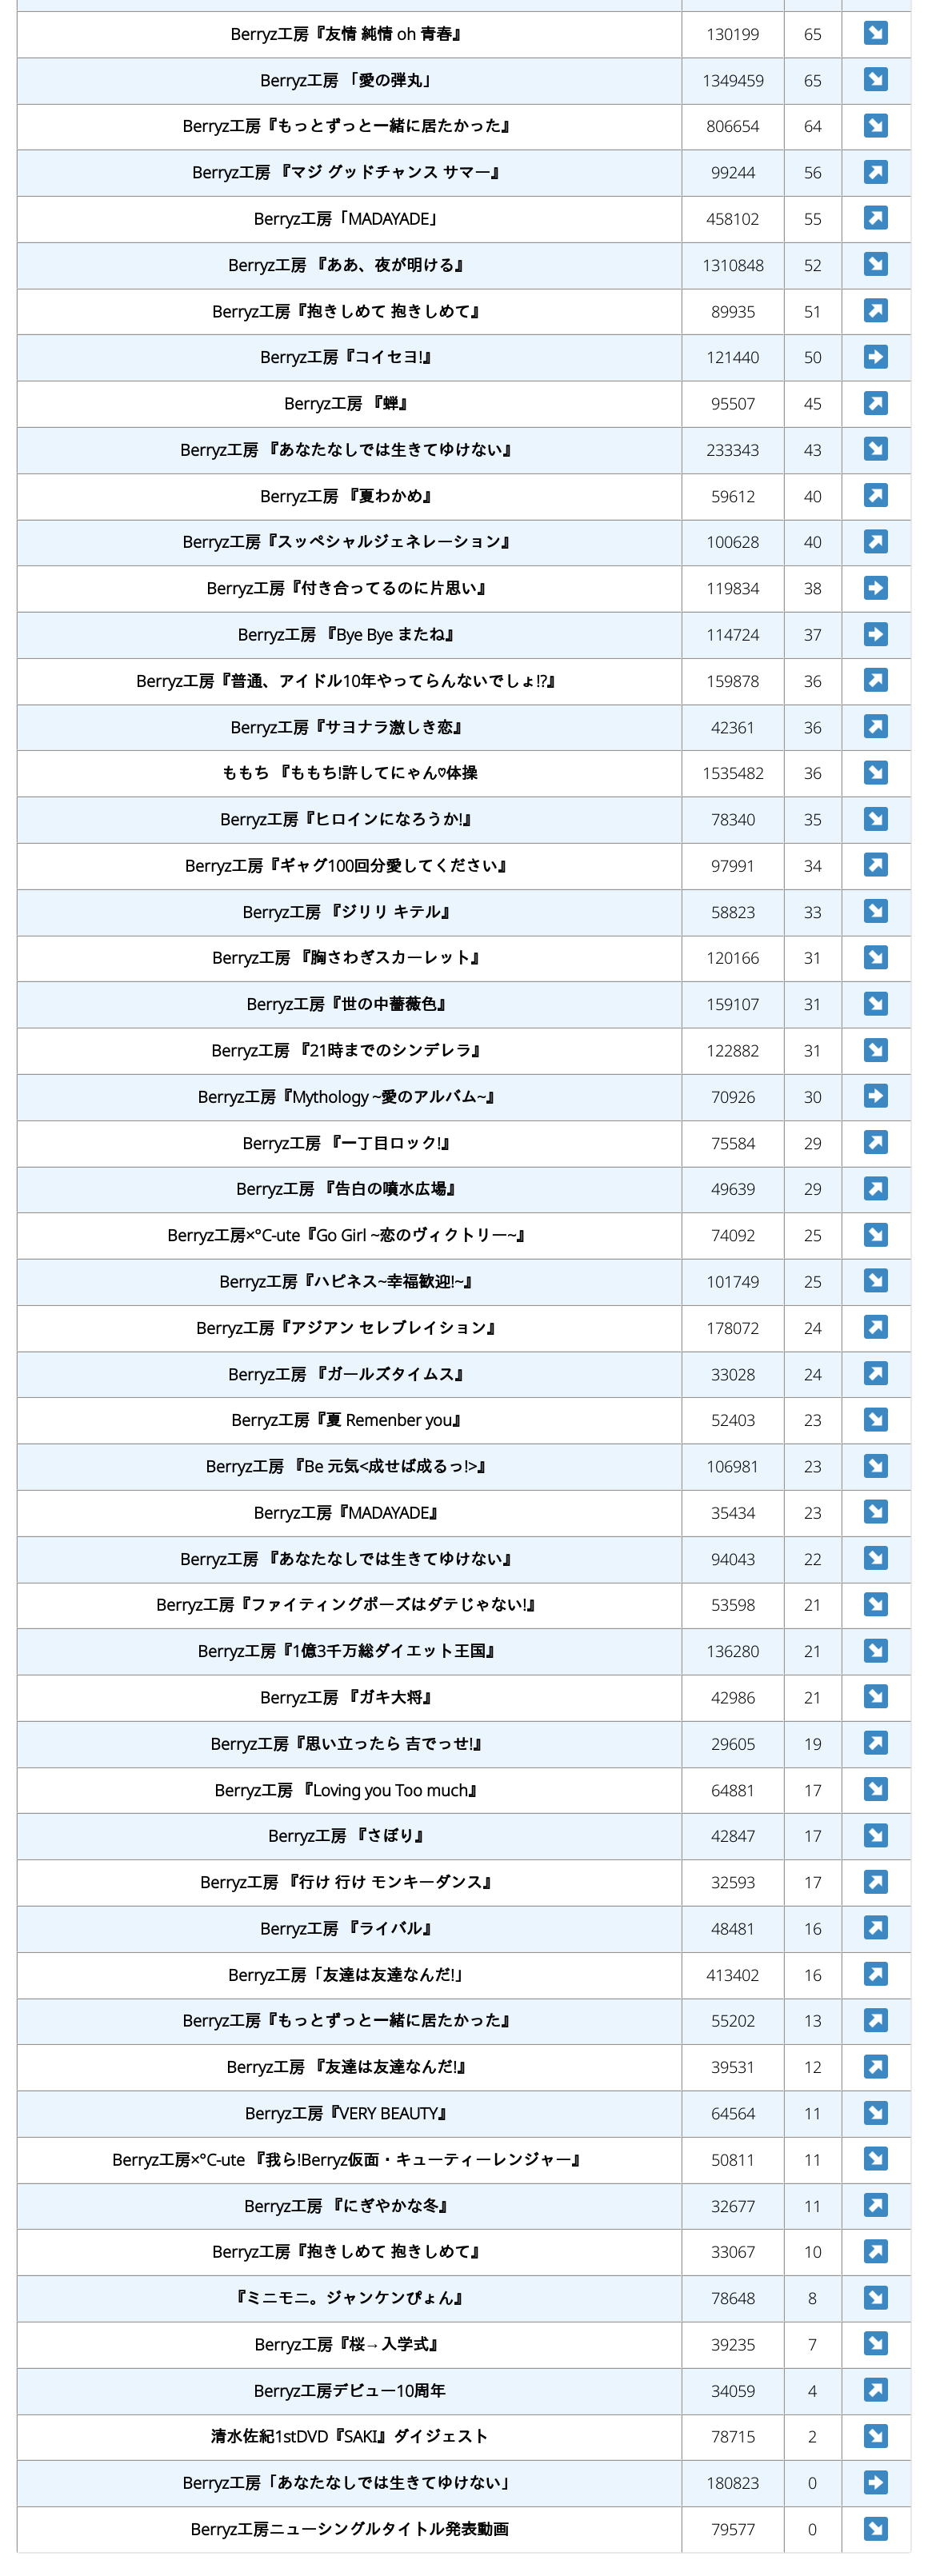 Berryz工房『友情 純情 oh 青春』 130199 65 ↘
Berryz工房 「愛の弾丸」 1349459 65 ↘
Berryz工房『もっとずっと一緒に居たかった』 806654 64 ↘
Berryz工房 『マジ グッドチャンス サマー』 99244 56 ↗
Berryz工房「MADAYADE」 458102 55 ↗
Berryz工房 『ああ、夜が明ける』 1310848 52 ↘
Berryz工房『抱きしめて 抱きしめて』 89935 51 ↗
Berryz工房『コイセヨ!』 121440 50 ➡
Berryz工房 『蝉』 95507 45 ↗
Berryz工房 『あなたなしでは生きてゆけない』 233343 43 ↘
Berryz工房 『夏わかめ』 59612 40 ↗
Berryz工房『スッペシャルジェネレーション』 100628 40 ↗
Berryz工房『付き合ってるのに片思い』 119834 38 ➡
Berryz工房 『Bye Bye またね』 114724 37 ➡
Berryz工房『普通、アイドル10年やってらんないでしょ!?』 159878 36 ↗
Berryz工房『サヨナラ激しき恋』 42361 36 ↗
ももち 『ももち!許してにゃん♡体操 1535482 36 ↘
Berryz工房『ヒロインになろうか!』 78340 35 ↘
Berryz工房『ギャグ100回分愛してください』 97991 34 ↗
Berryz工房 『ジリリ キテル』 58823 33 ↘
Berryz工房 『胸さわぎスカーレット』 120166 31 ↘
Berryz工房『世の中薔薇色』 159107 31 ↘
Berryz工房 『21時までのシンデレラ』 122882 31 ↘
Berryz工房『Mythology ~愛のアルバム~』 70926 30 ➡
Berryz工房 『一丁目ロック!』 75584 29 ↗
Berryz工房 『告白の噴水広場』 49639 29 ↗
Berryz工房×°C-ute『Go Girl ~恋のヴィクトリー~』 74092 25 ↘
Berryz工房『ハピネス~幸福歓迎!~』 101749 25 ↘
Berryz工房『アジアン セレブレイション』 178072 24 ↗
Berryz工房 『ガールズタイムス』 33028 24 ↗
Berryz工房『夏 Remenber you』 52403 23 ↘
Berryz工房 『Be 元気<成せば成るっ!>』 106981 23 ↘
Berryz工房『MADAYADE』 35434 23 ↘
Berryz工房 『あなたなしでは生きてゆけない』 94043 22 ↘
Berryz工房『ファイティングポーズはダテじゃない!』 53598 21 ↘
Berryz工房『1億3千万総ダイエット王国』 136280 21 ↘
Berryz工房 『ガキ大将』 42986 21 ↘
Berryz工房『思い立ったら 吉でっせ!』 29605 19 ↗
Berryz工房 『Loving you Too much』 64881 17 ↘
Berryz工房 『さぼり』 42847 17 ↘
Berryz工房 『行け 行け モンキーダンス』 32593 17 ↗
Berryz工房 『ライバル』 48481 16 ↗
Berryz工房「友達は友達なんだ!」 413402 16 ↗
Berryz工房『もっとずっと一緒に居たかった』 55202 13 ↗
Berryz工房 『友達は友達なんだ!』 39531 12 ↗
Berryz工房『VERY BEAUTY』 64564 11 ↘
Berryz工房×°C-ute 『我ら!Berryz仮面・キューティーレンジャー』 50811 11 ↘
Berryz工房 『にぎやかな冬』 32677 11 ↗
Berryz工房『抱きしめて 抱きしめて』 33067 10 ↗
『ミニモニ。ジャンケンぴょん』 78648 8 ↘
Berryz工房『桜→入学式』 39235 7 ↘
Berryz工房デビュー10周年 34059 4 ↗
清水佐紀1stDVD『SAKI』ダイジェスト 78715 2 ↘
Berryz工房「あなたなしでは生きてゆけない」 180823 0 ➡
Berryz工房ニューシングルタイトル発表動画 79577 0 ↘